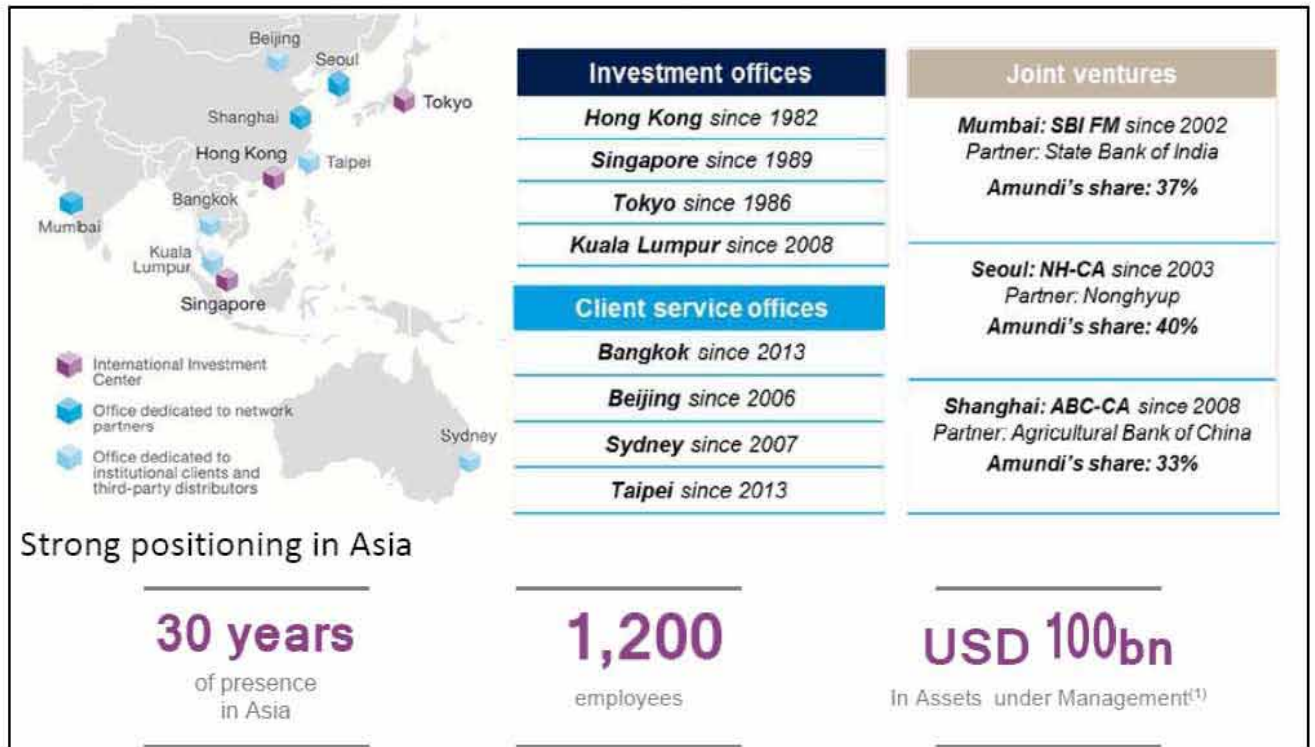 Beijing
Seoul
Tokyo
Shanghai
Hong Kong
Taipei
Bangkok
Mumbai
Kuala
Lumpur
Singapore
International Investment
Center
Office dedicated to network
partners
Office dedicated to
institutional clients and
third-party distributors
Sydney
Investment offices
Hong Kong since 1982
Singapore since 1989
Tokyo since 1986
Kuala Lumpur since 2008
Client service offices
Bangkok since 2013
Beijing since 2006
Sydney since 2007
Taipei since 2013
Joint ventures
Mumbai: SBI FM since 2002
Partner: State Bank of India
Amundi's share: 37%
Seoul: NH-CA since 2003
Partner: Nonghyup
Amundi's share: 40%
Shanghai: ABC-CA since 2008
Partner: Agricultural Bank of China
Amundi's share: 33%
Strong positioning in Asia
30 years
of presence
in Asia
1,200
employees
USD 100bn
In Assets under Management(1)